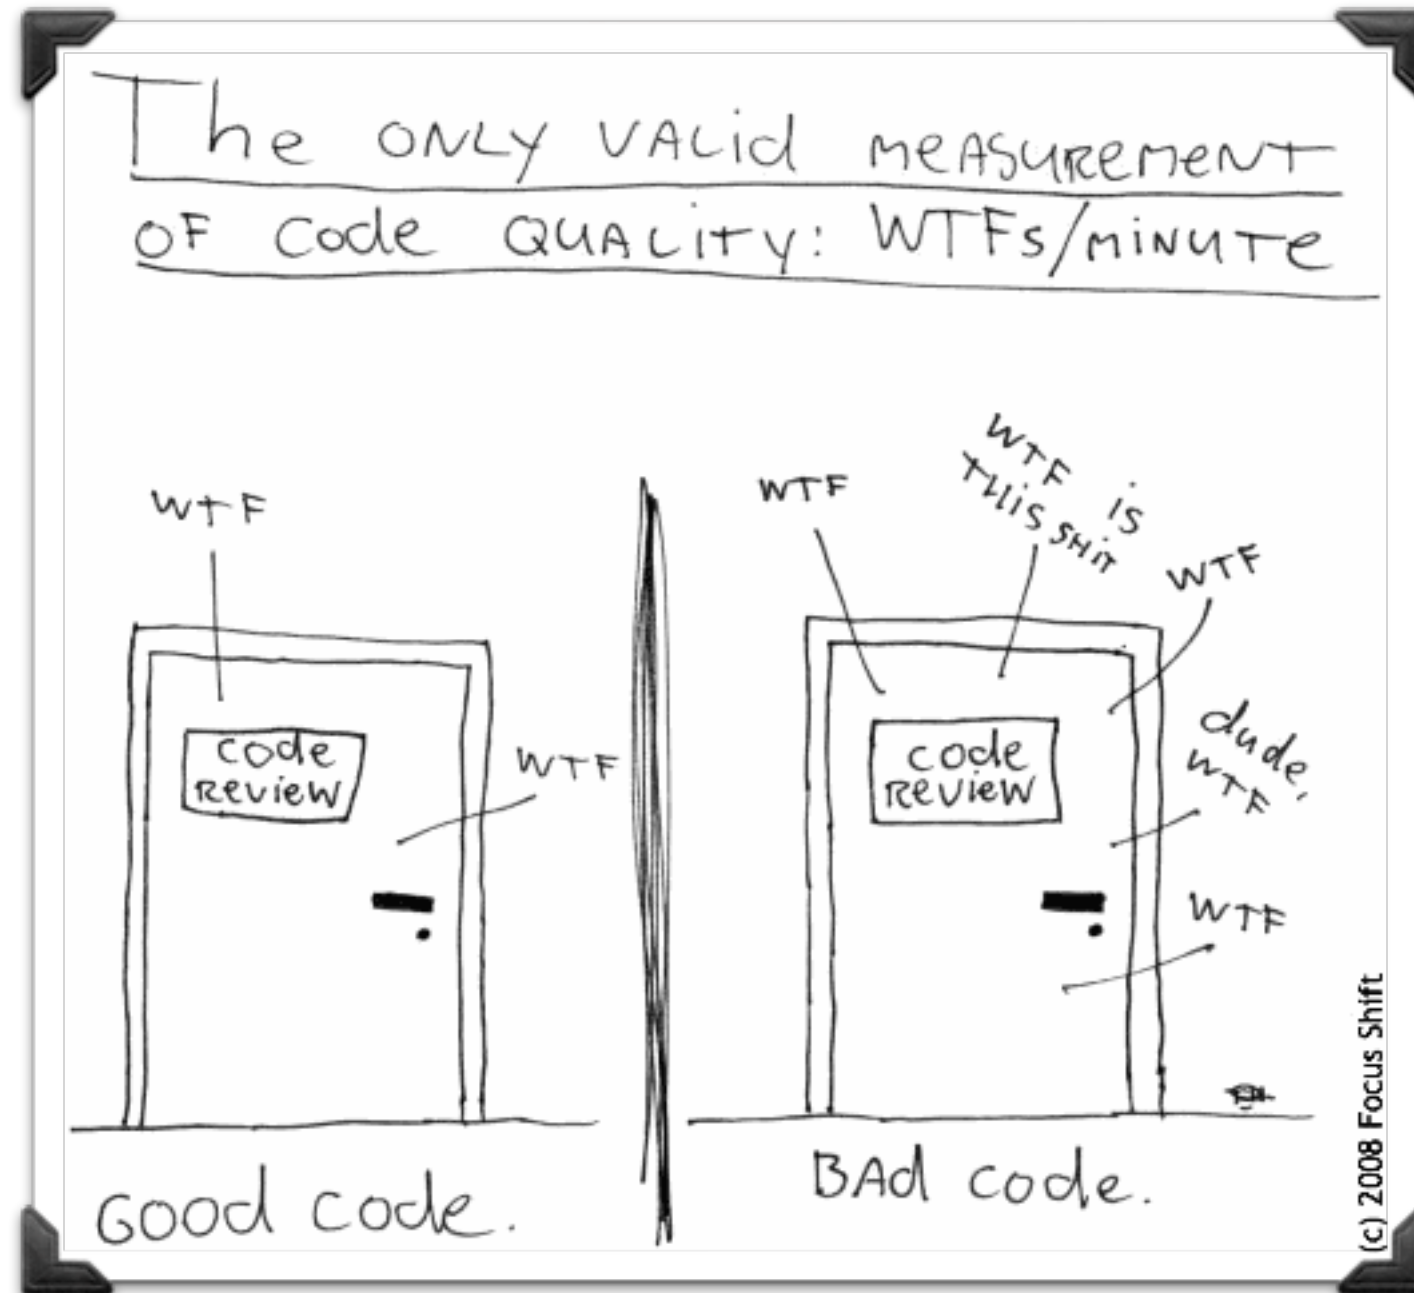 The ONLY VALid MEASUREMENT
OF Code QUALITY: WTFs/MINUTE
WTF
code
REViEW
WTF
GOOD code.
WTF
WTF is
THiS SHiT
WTF
code
REViEW
dude,
WTF
WTF
BAd code.
(c) 2008 Focus Shift